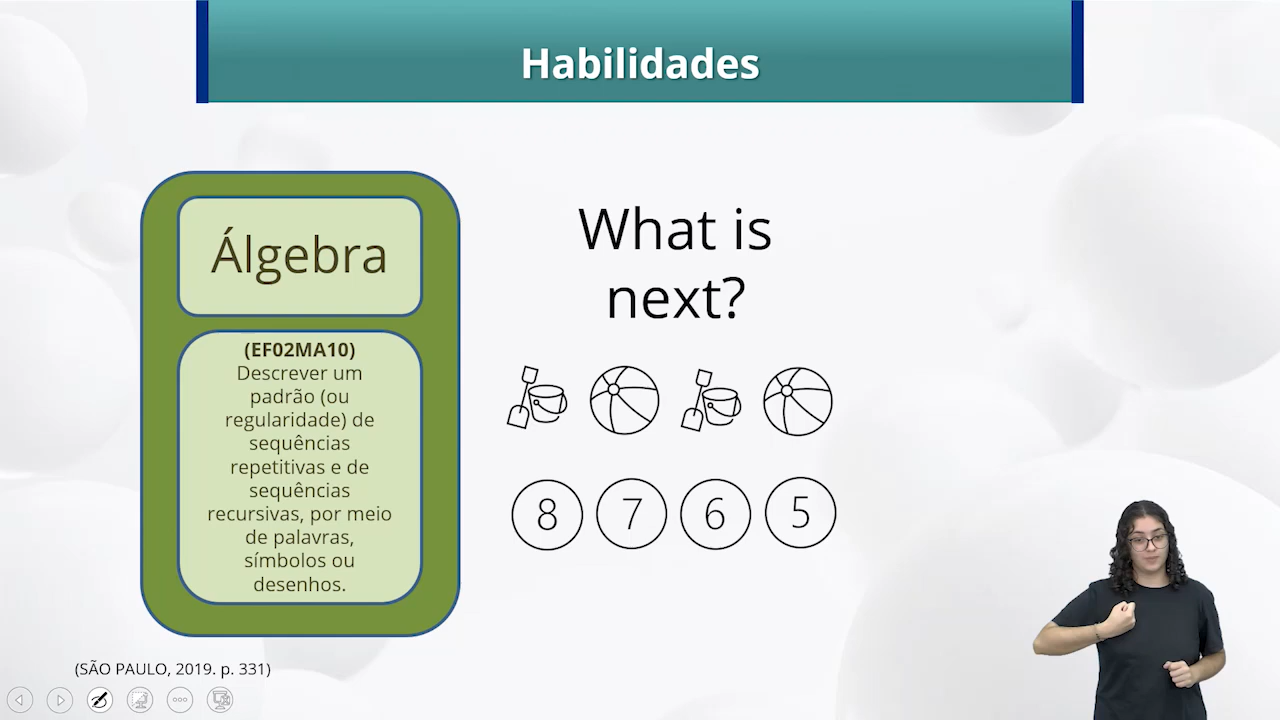 Habilidades
Álgebra
(EF02MA10)
Descrever um
padrão (ou
regularidade) de
sequências
repetitivas e de
sequências
recursivas, por meio
de palavras,
símbolos ou
desenhos.
What is
next?
8 7 6 5
(SÃO PAULO, 2019. p. 331)